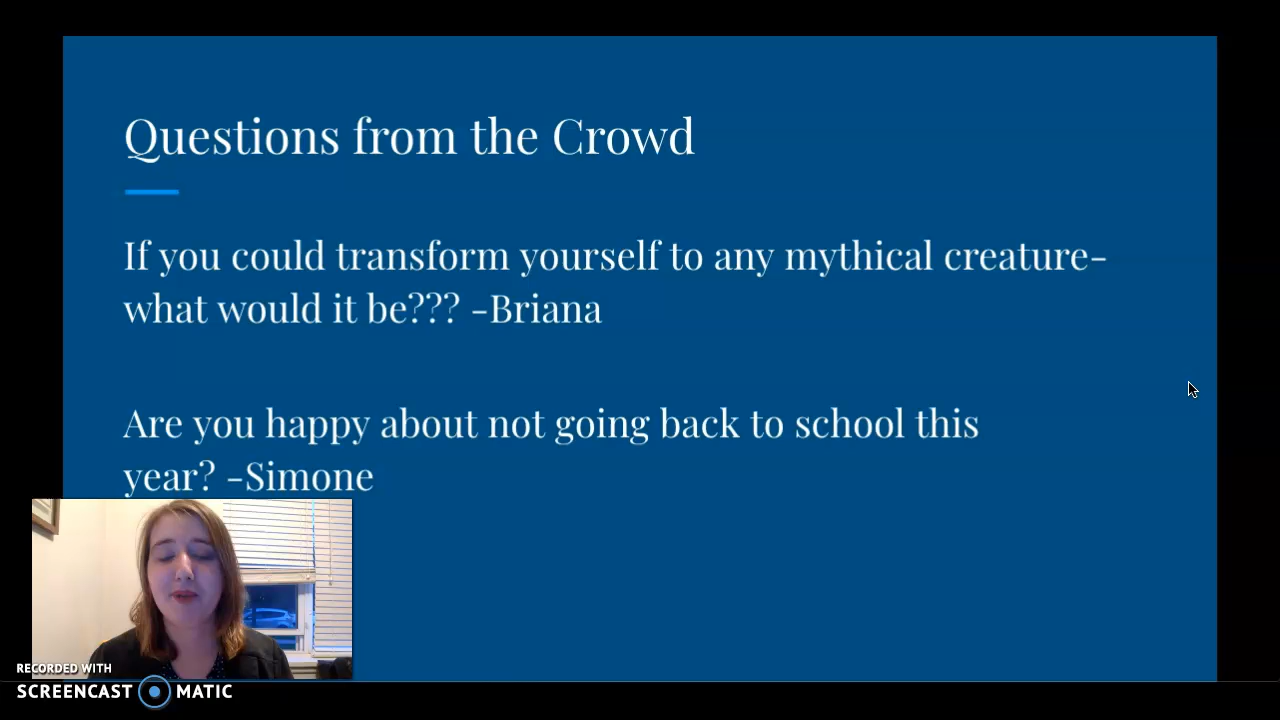 Questions from the Crowd
If you could transform yourself to any mythical creature-
what would it be??? -Briana
Are you happy about not going back to school this
year? -Simone
RECORDED WITH
SCREENCAST MATIC